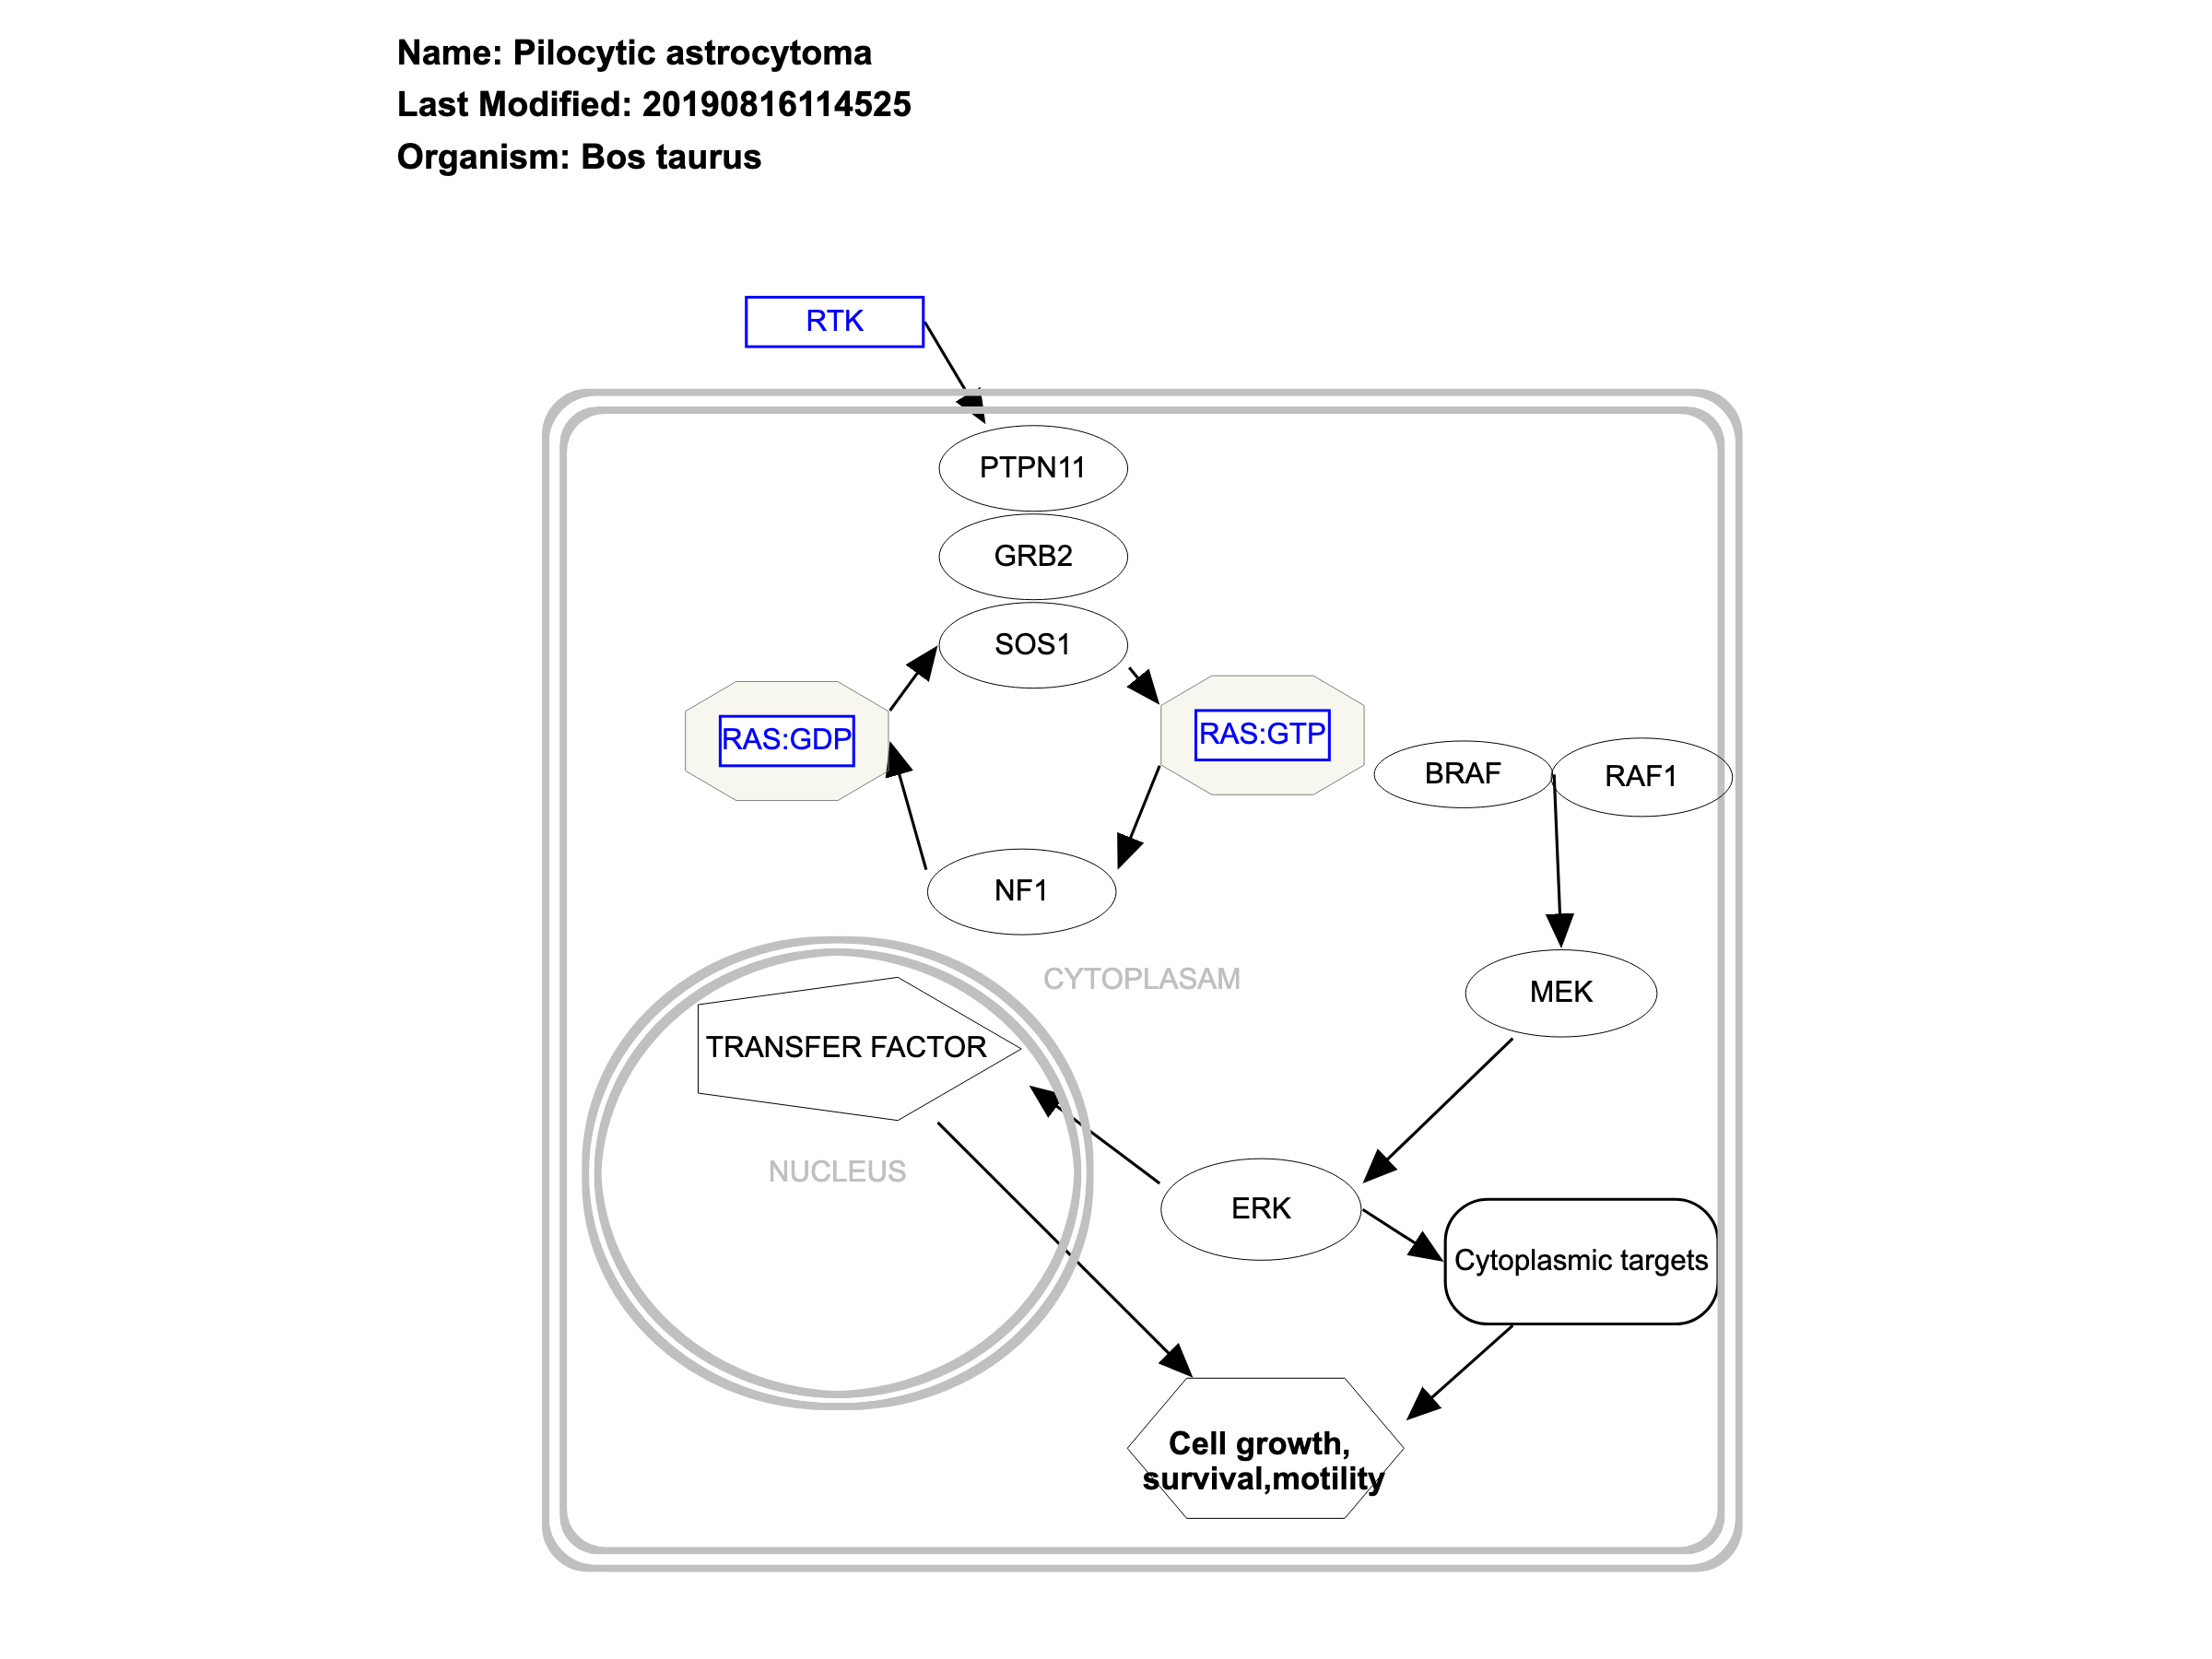 Name: Pilocytic astrocytoma
Last Modified: 20190816114525
Organism: Bos taurus
RTK
PTPN11
GRB2
SOS1
RAS:GDP
RAS:GTP
BRAF
RAF1
NF1
CYTOPLASAM
MEK
TRANSFER FACTOR
NUCLEUS
ERK
Cytoplasmic targets
Cell growth,
survival,motility